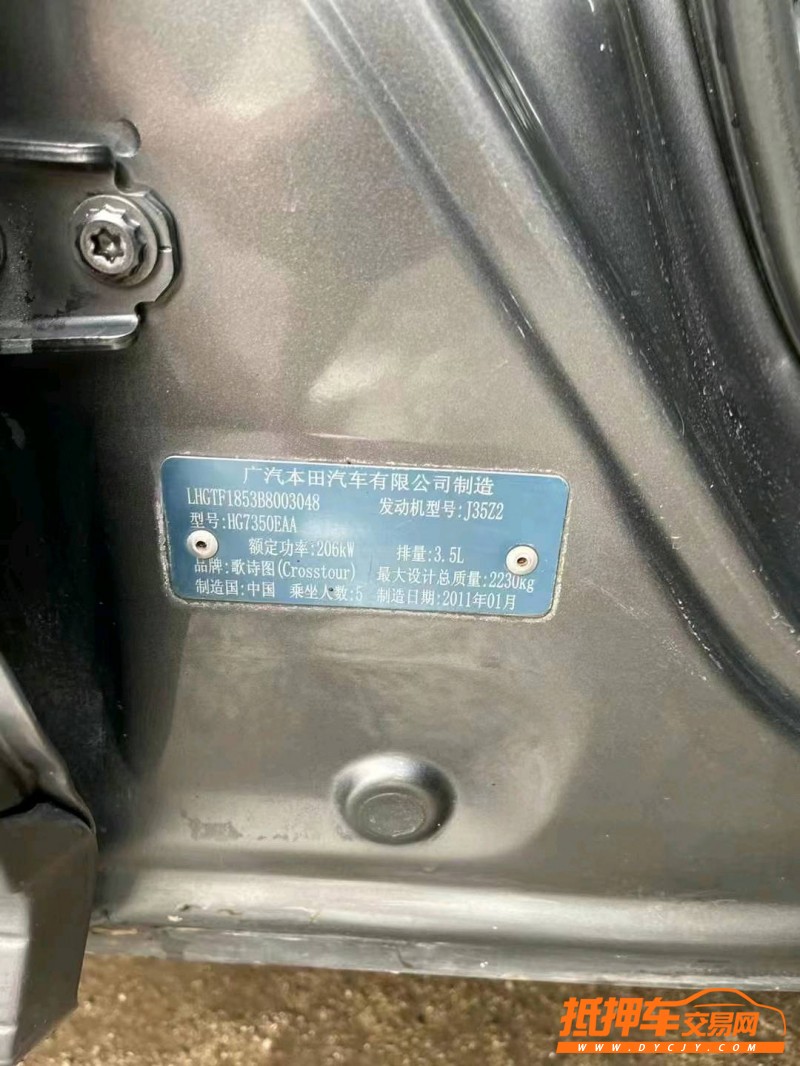 广汽本田汽车有限公司制造
LHGTF1853B8003048 发动机型号:J35Z2
型号:HG7350EAA
额定功率:206kW 排量:3.5L
品牌:歌诗图(Crosstour) 最大设计总质量:2230kg
制造国:中国 乘坐人数:5 制造日期:2011年01月
抵押车交易网
WWW.DYCJY.COM